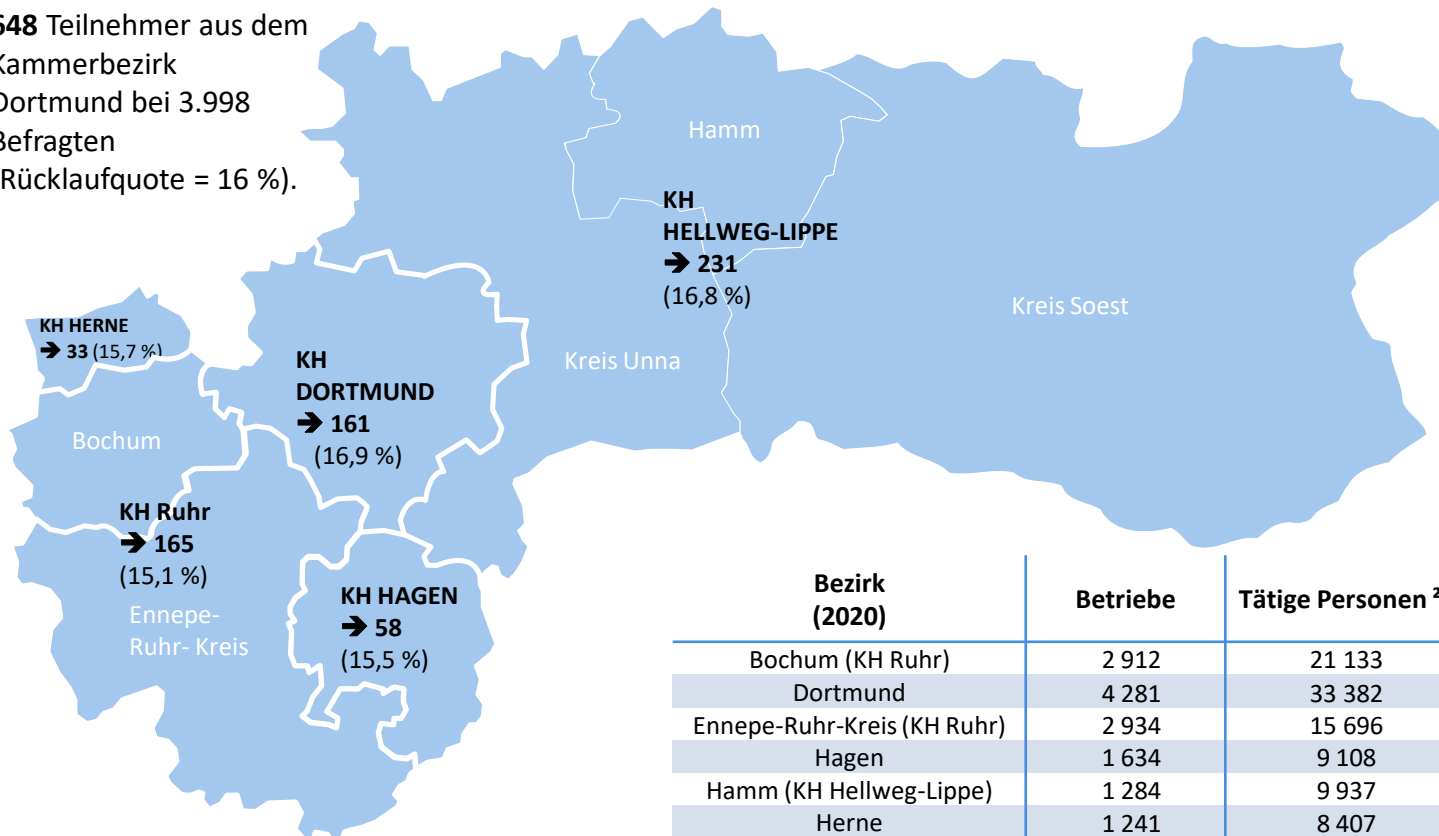 648 Teilnehmer aus dem
Kammerbezirk
Dortmund bei 3.998
Befragten
Rücklaufquote = 16 %).
Hamm
KH
HELLWEG-LIPPE
➔ 231
(16,8 %)
Kreis Soest
KH HERNE
➔ 33 (15,7 %)
Kreis Unna
KH
DORTMUND
➔ 161
(16,9 %)
Bochum
KH Ruhr
➔ 165
(15,1 %)
Ennepe-
Ruhr- Kreis
KH HAGEN
➔ 58
(15,5 %)
Bezirk
(2020)
Betriebe
Tätige Personen ²
Bochum (KH Ruhr) 2 912 21 133
Dortmund 4 281 33 382
Ennepe-Ruhr-Kreis (KH Ruhr) 2 934 15 696
Hagen 1 634 9 108
Hamm (KH Hellweg-Lippe) 1 284 9 937
Herne 1 241 8 407